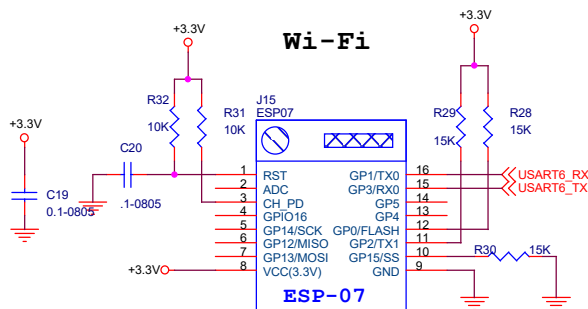 Wi-Fi
+3.3V
+3.3V
+3.3V
R32
10K
R31
10K
J15
ESP07
R29
15K
R28
15K
C20
.1-0805
C19
0.1-0805
1 RST GP1/TX0 16 USART6_RX
2 ADC GP3/RX0 15 USART6_TX
3 CH_PD GP5 14
4 GPIO16 GP4 13
5 GP14/SCK GP0/FLASH 12
6 GP12/MISO GP2/TX1 11
7 GP13/MOSI GP15/SS 10 R30 15K
+3.3V 8 VCC(3.3V) GND 9
ESP-07